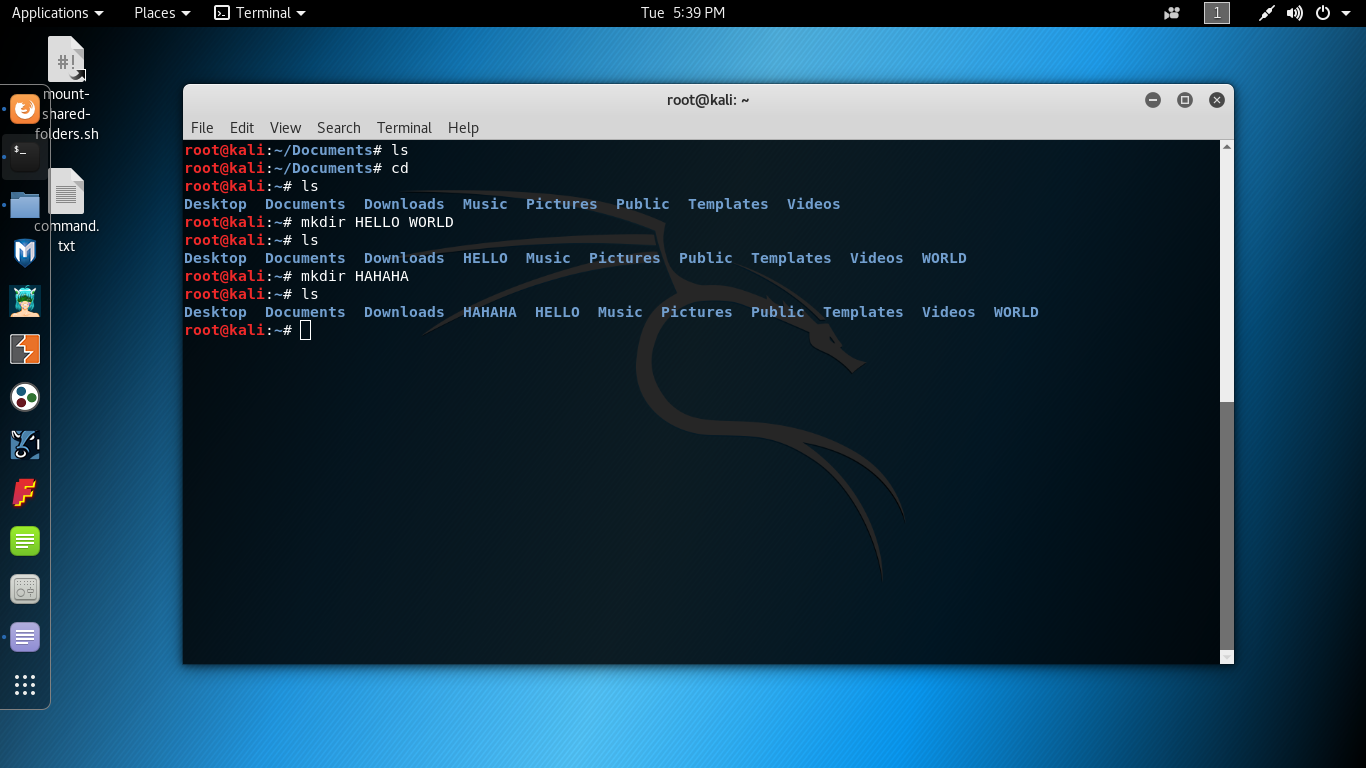 Applications Places Terminal Tue 5:39 PM 1
#!
mount-
shared-
folders.sh
command.
txt
$_
root@kali: ~
File Edit View Search Terminal Help
root@kali:~/Documents# ls
root@kali:~/Documents# cd
root@kali:~# ls
Desktop Documents Downloads Music Pictures Public Templates Videos
root@kali:~# mkdir HELLO WORLD
root@kali:~# ls
Desktop Documents Downloads HELLO Music Pictures Public Templates Videos WORLD
root@kali:~# mkdir HAHAHA
root@kali:~# ls
Desktop Documents Downloads HAHAHA HELLO Music Pictures Public Templates Videos WORLD
root@kali:~#